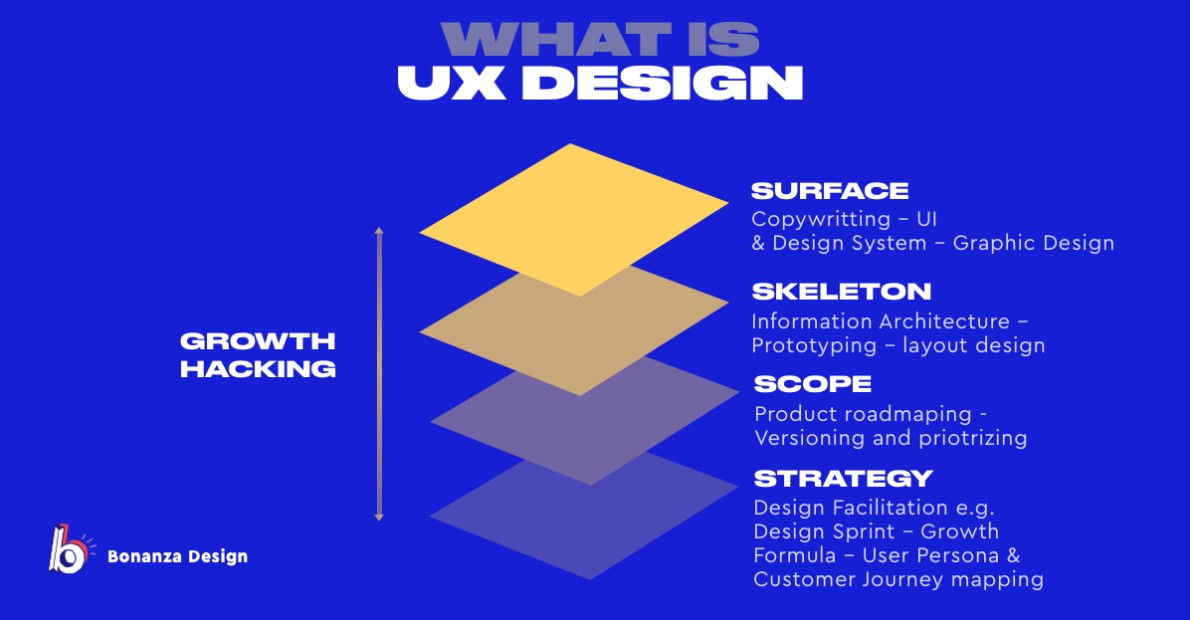 WHAT IS
UX DESIGN
SURFACE
Copywritting – UI
& Design System – Graphic Design
SKELETON
Information Architecture –
Prototyping – layout design
GROWTH
HACKING
SCOPE
Product roadmaping -
Versioning and priotrizing
STRATEGY
Design Facilitation e.g.
Design Sprint – Growth
Formula – User Persona &
Customer Journey mapping
b
Bonanza Design